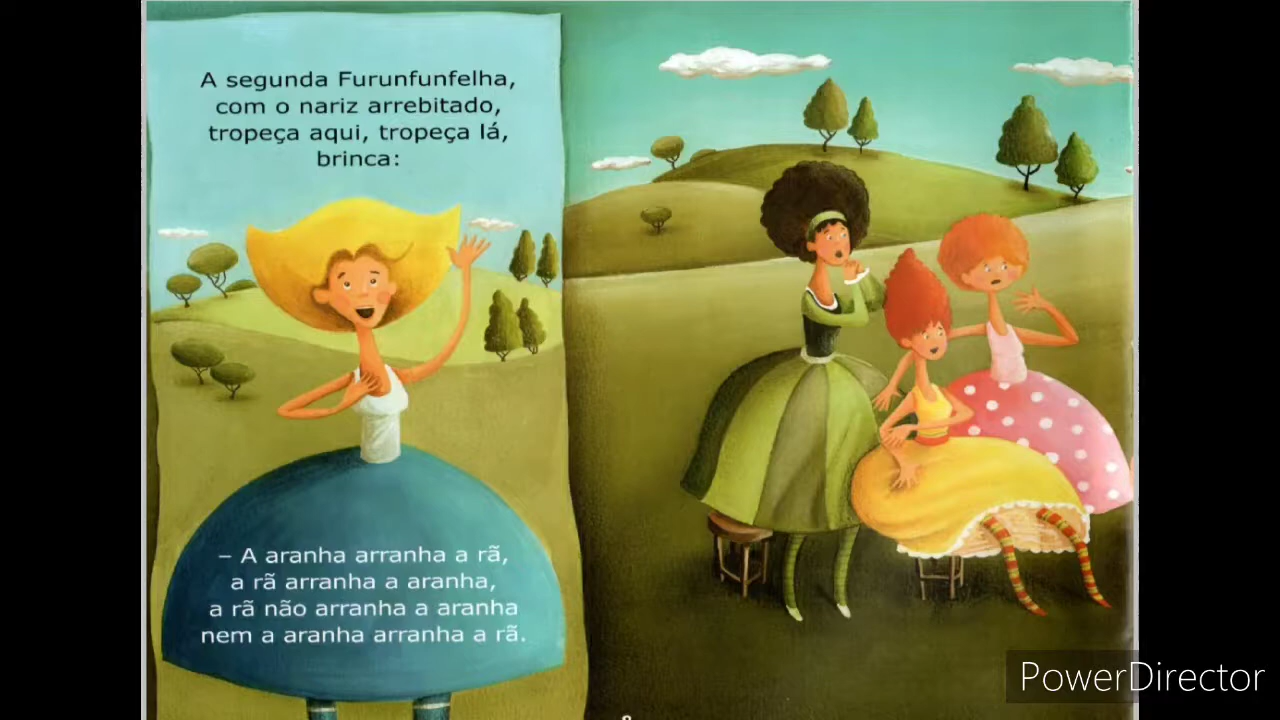 A segunda Furunfunfelha,
com o nariz arrebitado,
tropeça aqui, tropeça lá,
brinca:
– A aranha arranha a rã,
a rã arranha a aranha,
a rã não arranha a aranha
nem a aranha arranha a rã.
PowerDirector